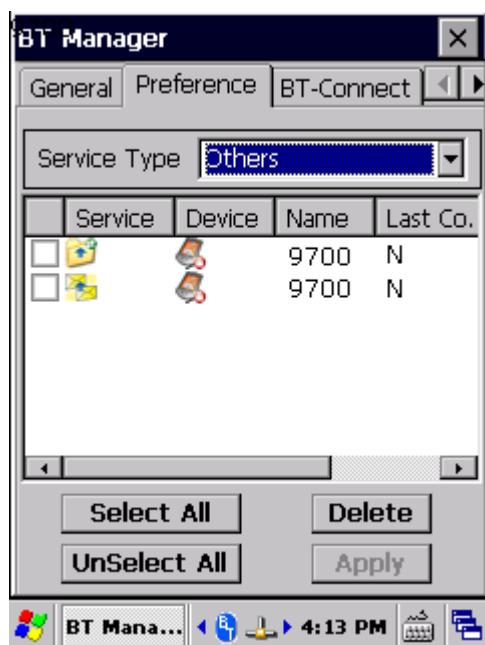 BT Manager
General Preference BT-Connect
Service Type Others
Service Device Name Last Co.
9700 N
9700 N
Select All Delete
UnSelect All Apply
BT Mana... 4:13 PM